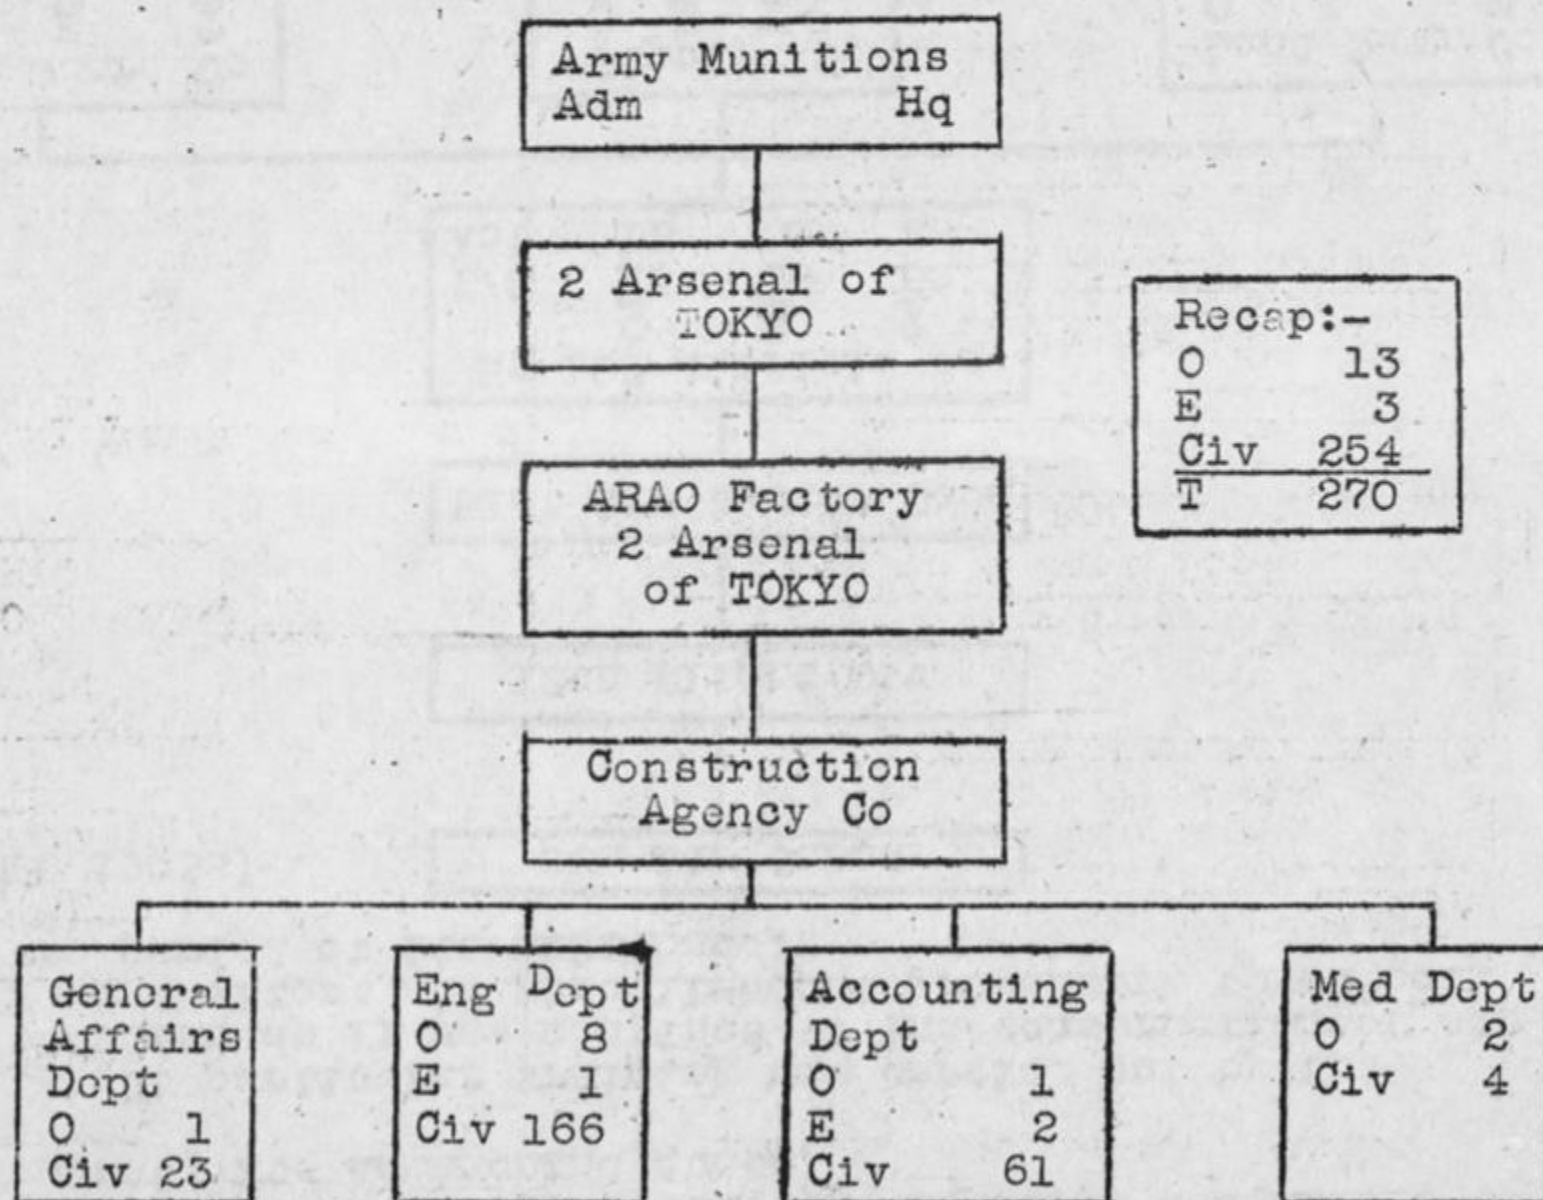 Army Munitions
Adm Hq
2 Arsenal of
TOKYO
Recap:-
O 13
E 3
Civ 254
T 270
ARAO Factory
2 Arsenal
of TOKYO
Construction
Agency Co
General
Affairs
Dept
O 1
Civ 23
Eng Dept
O 8
E 1
Civ 166
Accounting
Dept
O 1
E 2
Civ 61
Med Dept
O 2
Civ 4